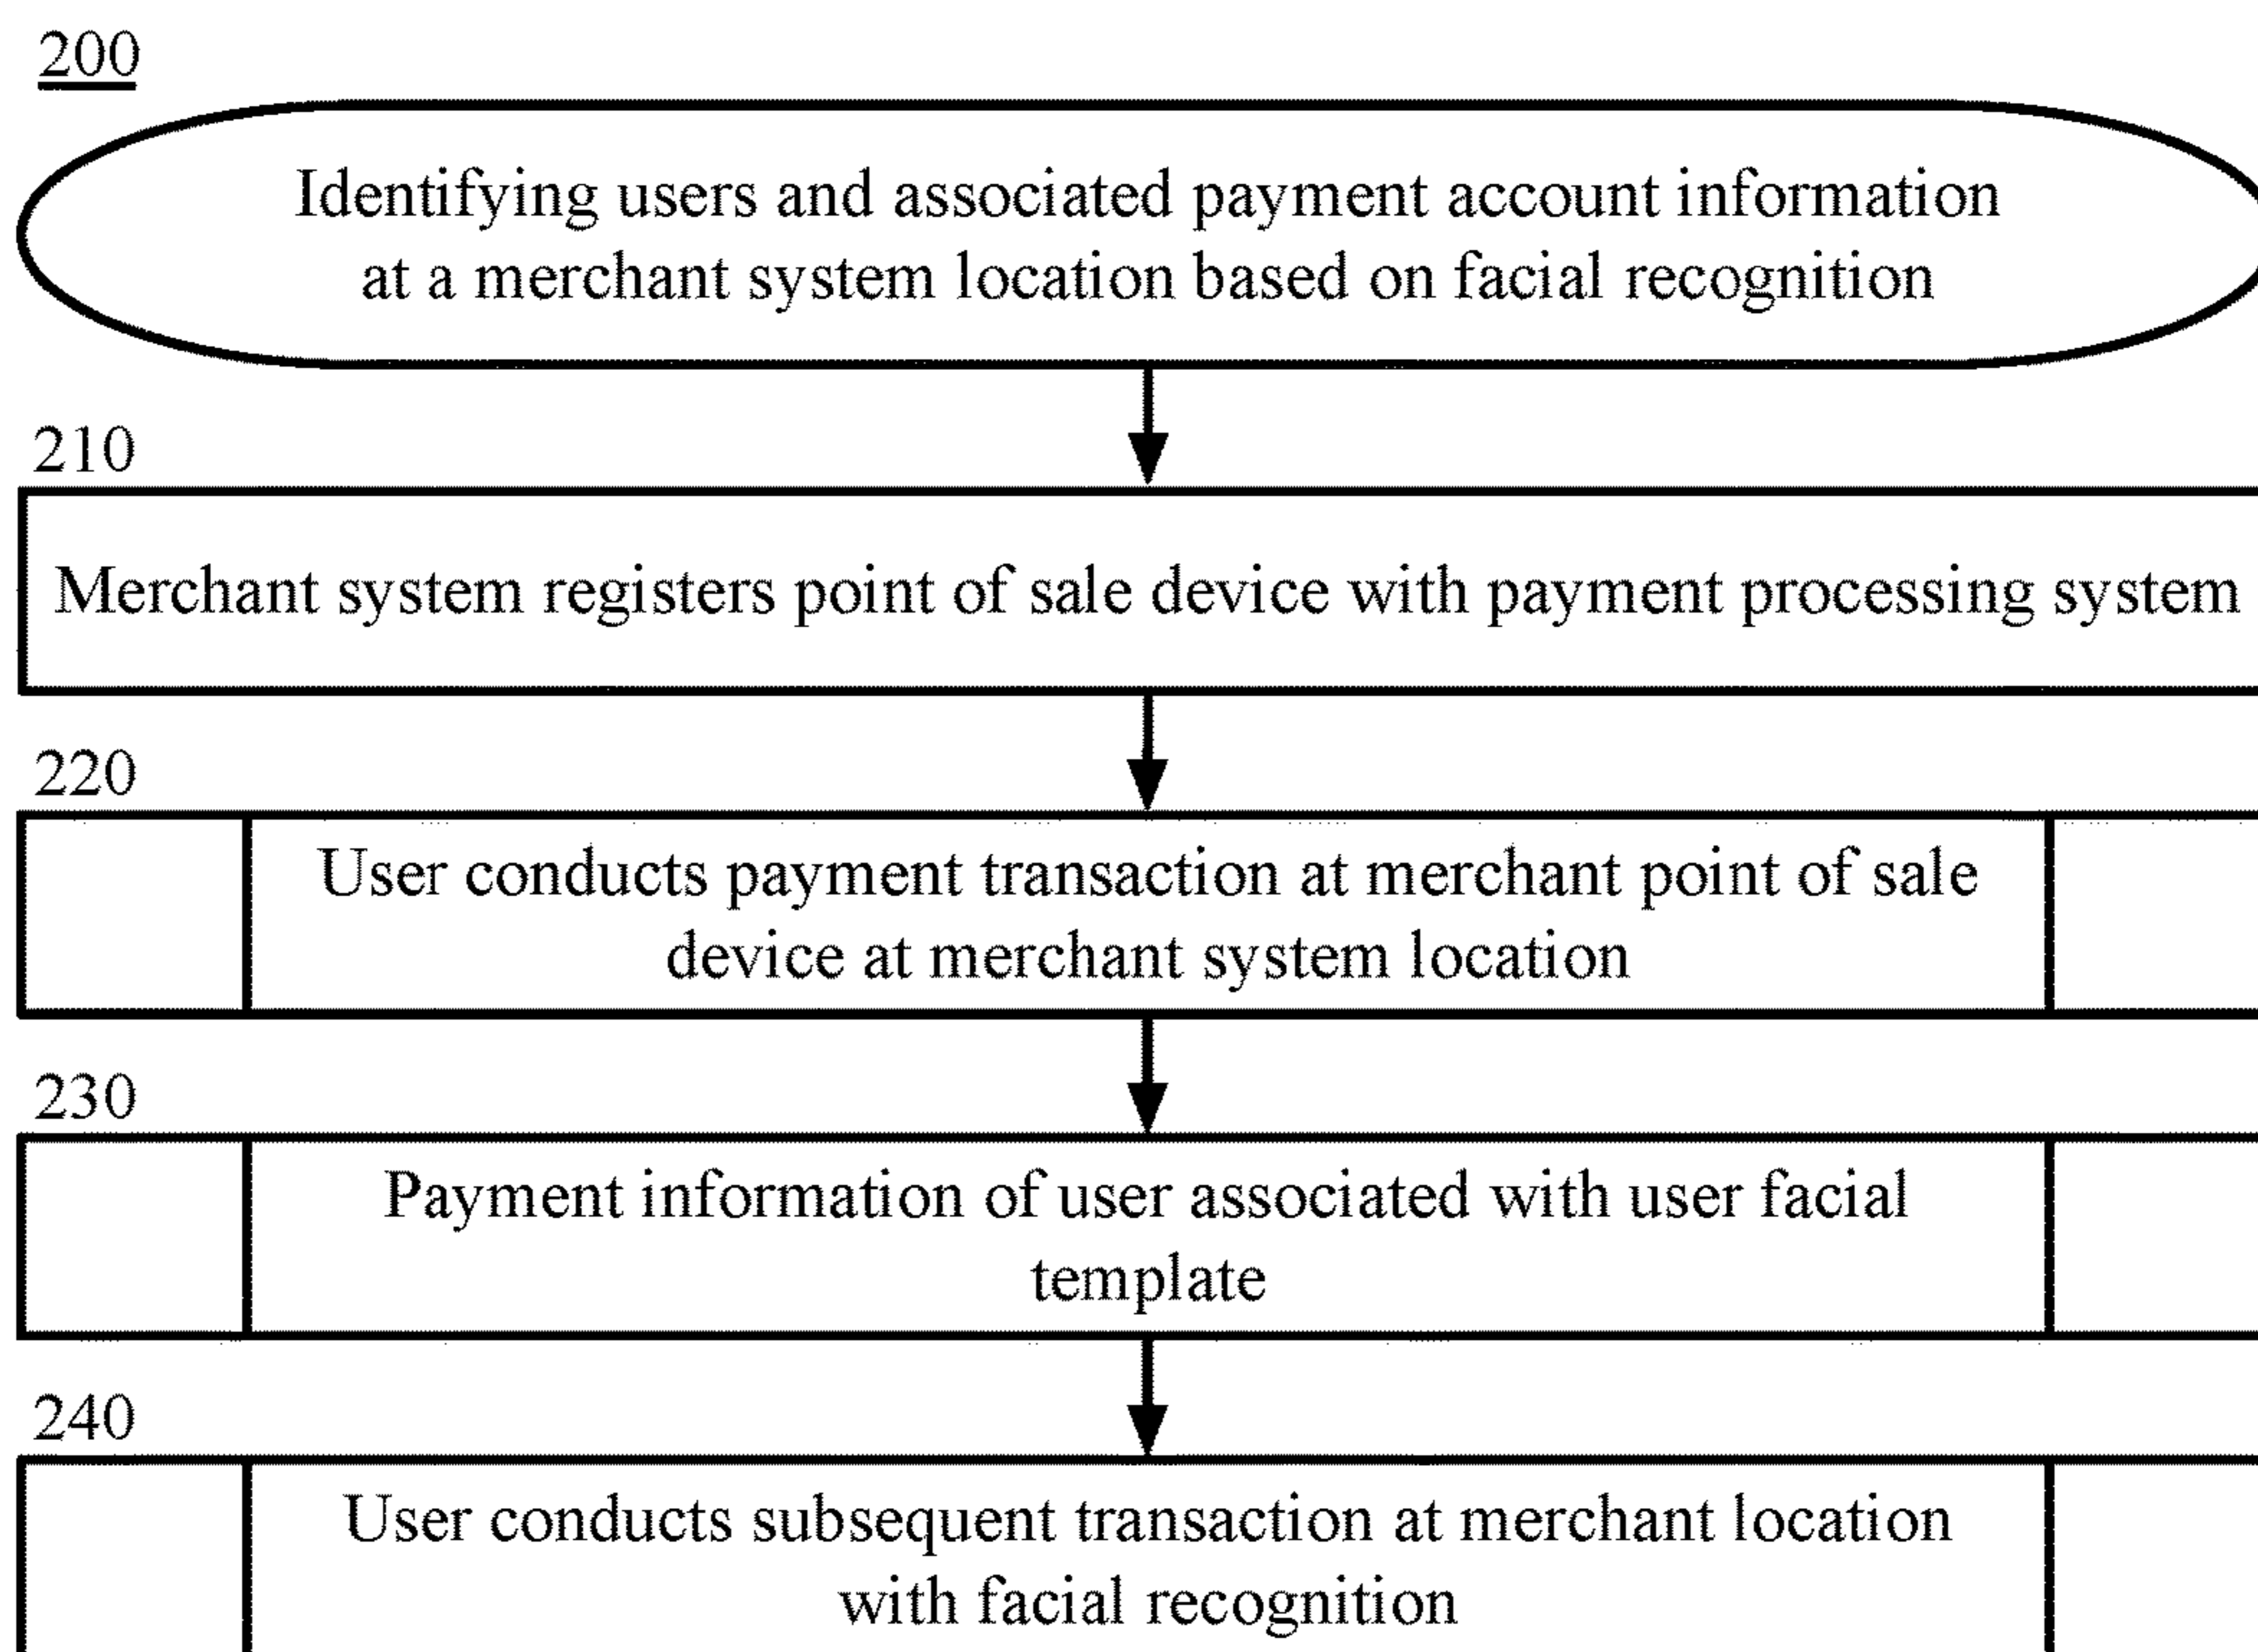 200
Identifying users and associated payment account information
at a merchant system location based on facial recognition
210
Merchant system registers point of sale device with payment processing system
220
User conducts payment transaction at merchant point of sale
device at merchant system location
230
Payment information of user associated with user facial
template
240
User conducts subsequent transaction at merchant location
with facial recognition